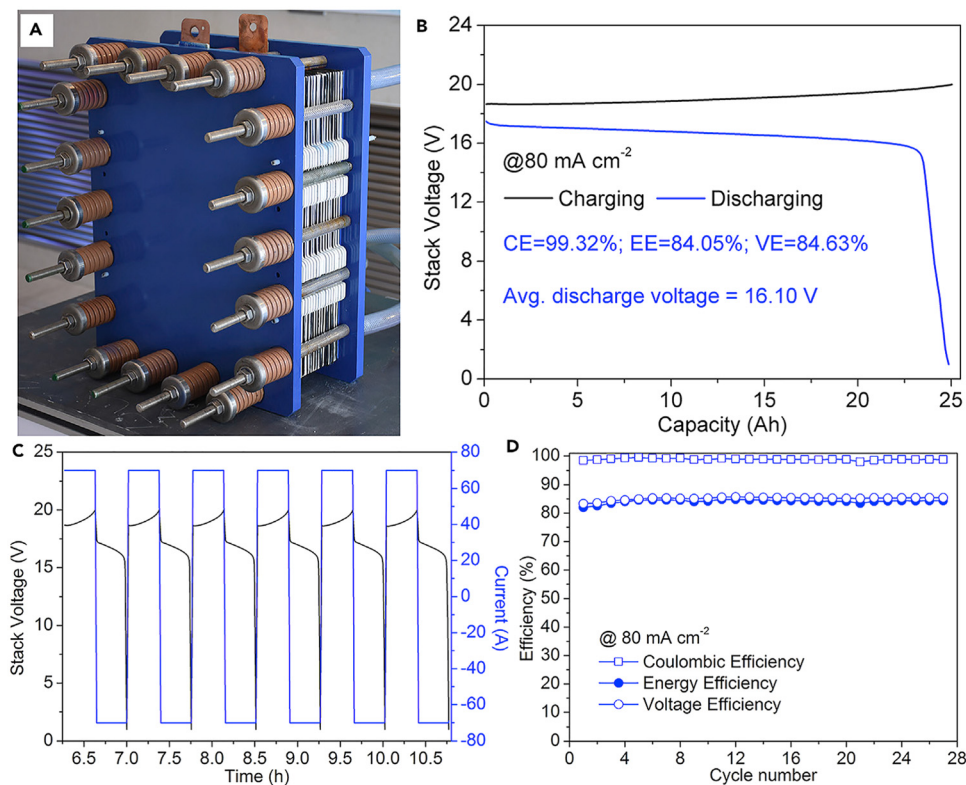 A
B
24
20
16
12
8
4
0
Stack Voltage (V)
@80 mA cm-2
Charging Discharging
CE=99.32%; EE=84.05%; VE=84.63%
Avg. discharge voltage = 16.10 V
0 5 10 15 20 25
Capacity (Ah)
C
25
20
15
10
5
0
Stack Voltage (V)
80
60
40
20
0
-20
-40
-60
-80
Current (A)
6.5 7.0 7.5 8.0 8.5 9.0 9.5 10.0 10.5
Time (h)
D
100
90
80
70
60
50
40
30
20
10
0
Efficiency (%)
@ 80 mA cm-2
Coulombic Efficiency
Energy Efficiency
Voltage Efficiency
0 4 8 12 16 20 24 28
Cycle number